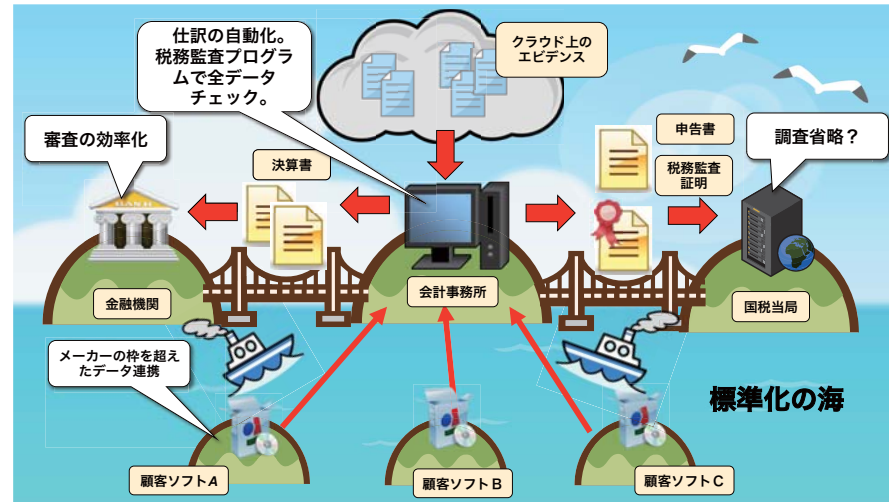 仕訳の自動化。
税務監査プログラ
ムで全データ
チェック。
クラウド上の
エビデンス
審査の効率化
決算書
申告書
税務監査
証明
調査省略？
BANK
金融機関
会計事務所
国税当局
メーカーの枠を超え
たデータ連携
標準化の海
顧客ソフトA
顧客ソフトB
顧客ソフトC